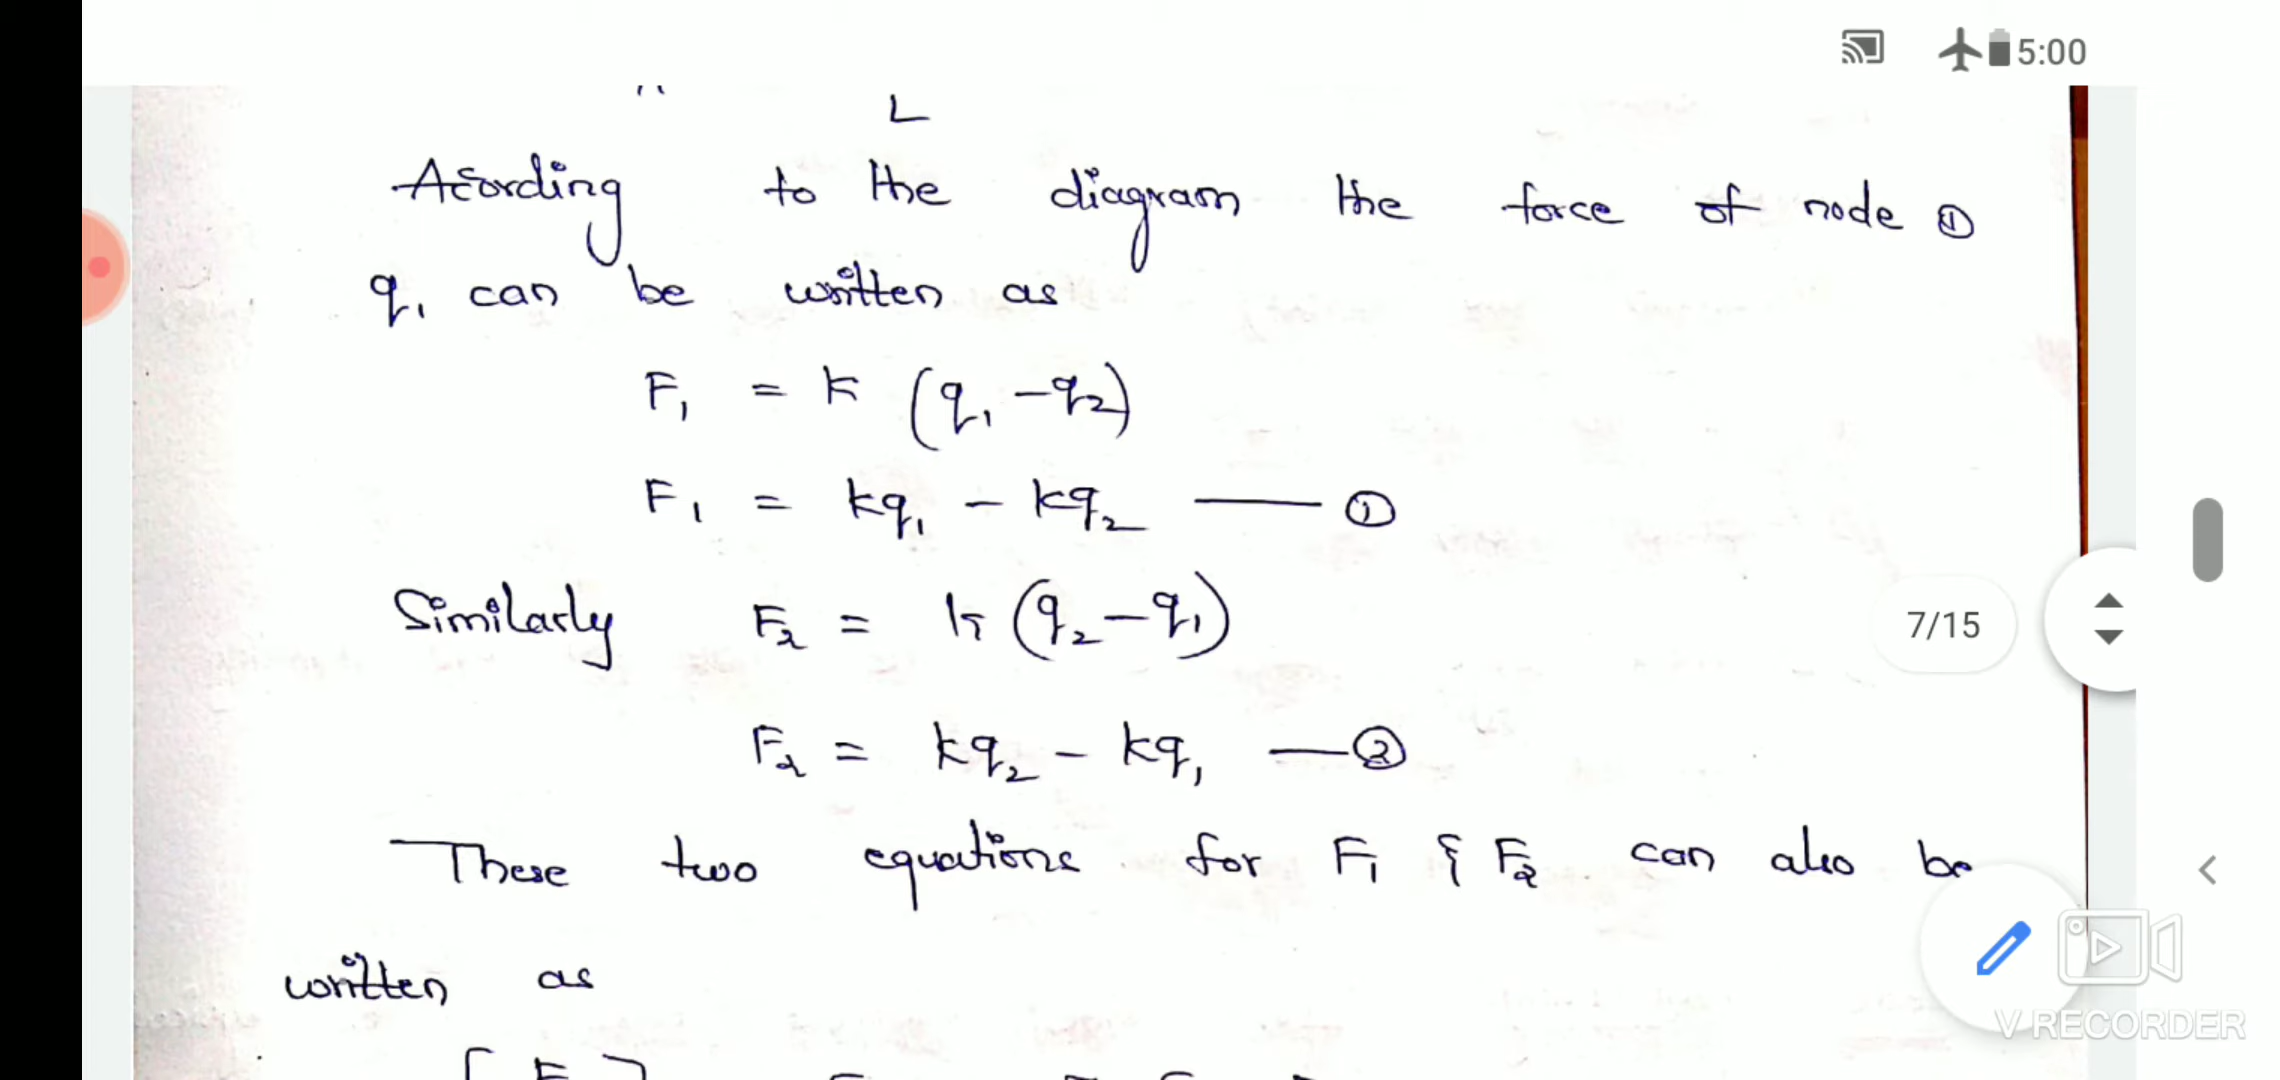 5:00
L
Acording to the diagram the force of node ①
q₁ can be written as
F₁ = k (q₁ - q₂)
F₁ = kq₁ - kq₂ —— ①
Similarly F₂ = k (q₂ - q₁)
7/15
F₂ = kq₂ - kq₁ — ②
These two equations for F₁ & F₂ can also be
written as
V RECORDER